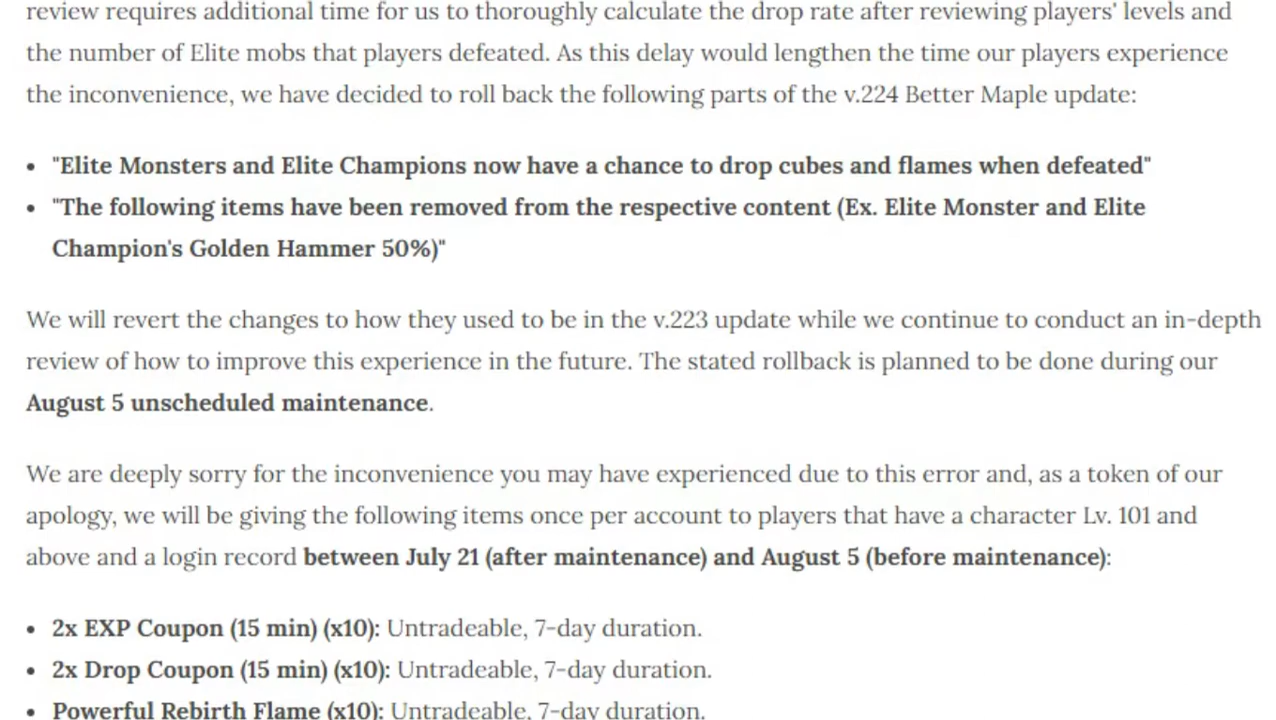 review requires additional time for us to thoroughly calculate the drop rate after reviewing players' levels and
the number of Elite mobs that players defeated. As this delay would lengthen the time our players experience
the inconvenience, we have decided to roll back the following parts of the v.224 Better Maple update:
• "Elite Monsters and Elite Champions now have a chance to drop cubes and flames when defeated"
• "The following items have been removed from the respective content (Ex. Elite Monster and Elite
Champion's Golden Hammer 50%)"
We will revert the changes to how they used to be in the v.223 update while we continue to conduct an in-depth
review of how to improve this experience in the future. The stated rollback is planned to be done during our
August 5 unscheduled maintenance.
We are deeply sorry for the inconvenience you may have experienced due to this error and, as a token of our
apology, we will be giving the following items once per account to players that have a character Lv. 101 and
above and a login record between July 21 (after maintenance) and August 5 (before maintenance):
• 2x EXP Coupon (15 min) (x10): Untradeable, 7-day duration.
• 2x Drop Coupon (15 min) (x10): Untradeable, 7-day duration.
• Powerful Rebirth Flame (x10): Untradeable, 7-day duration.